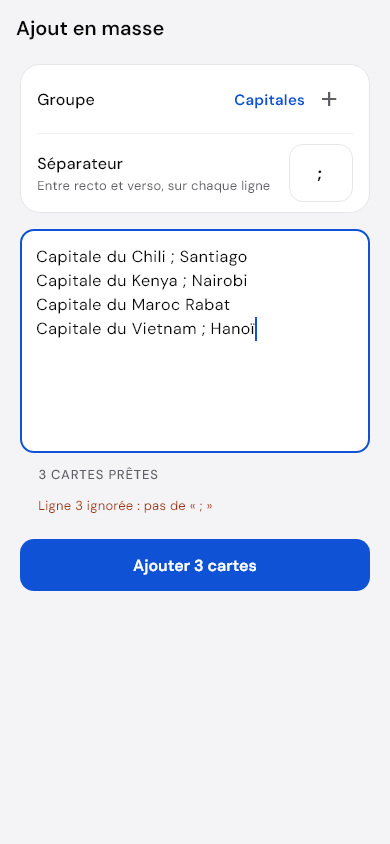 Ajout en masse
Groupe
Capitales +
Séparateur
Entre recto et verso, sur chaque ligne
;
Capitale du Chili ; Santiago
Capitale du Kenya ; Nairobi
Capitale du Maroc Rabat
Capitale du Vietnam ; Hanoï
3 CARTES PRÊTES
Ligne 3 ignorée : pas de « ; »
Ajouter 3 cartes